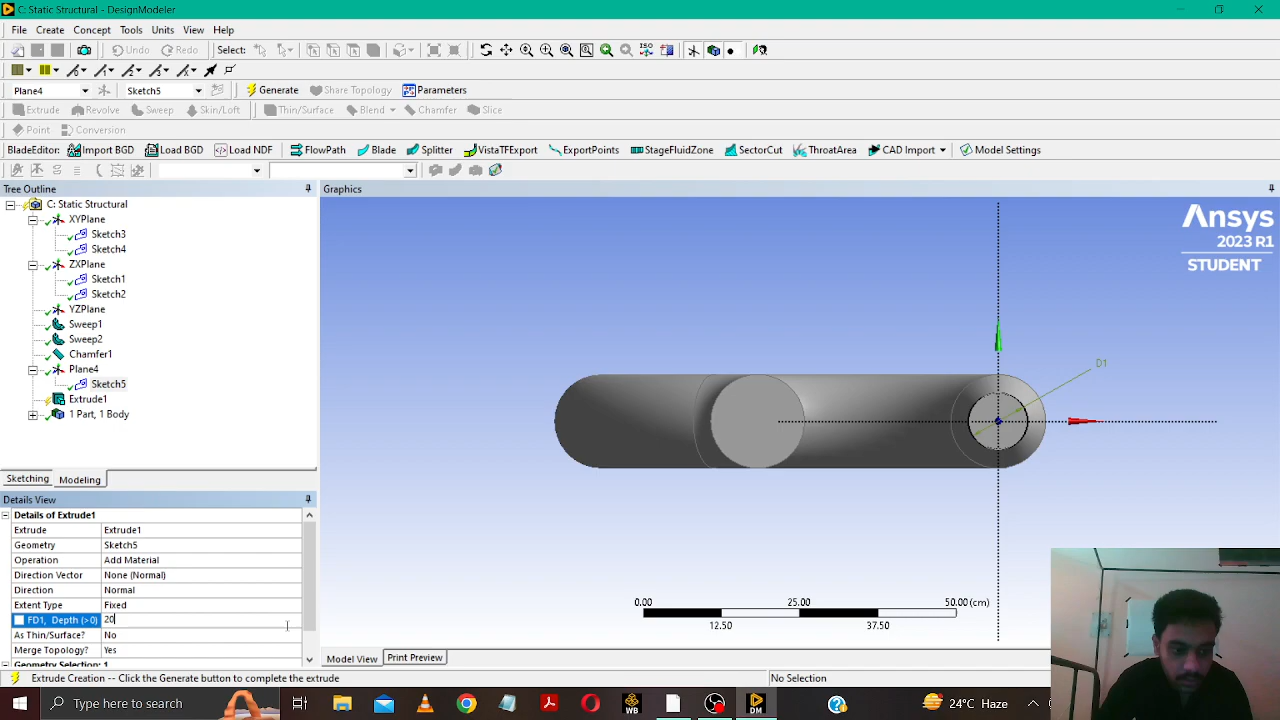 C: Static Structural - DesignModeler
File Create Concept Tools Units View Help
Undo Redo Select:
Plane4 Sketch5 Generate Share Topology Parameters
Extrude Revolve Sweep Skin/Loft Thin/Surface Blend Chamfer Slice
Point Conversion
BladeEditor: Import BGD Load BGD Load NDF FlowPath Blade Splitter VistaTFExport ExportPoints StageFluidZone SectorCut ThroatArea CAD Import Model Settings
Tree Outline Graphics
C: Static Structural
XYPlane
Sketch3
Sketch4
ZXPlane
Sketch1
Sketch2
YZPlane
Sweep1
Sweep2
Chamfer1
Plane4
Sketch5
Extrude1
1 Part, 1 Body
Ansys
2023 R1
STUDENT
D1
Sketching Modeling
Details View
Details of Extrude1
Extrude Extrude1
Geometry Sketch5
Operation Add Material
Direction Vector None (Normal)
Direction Normal
Extent Type Fixed
FD1, Depth (>0) 20
As Thin/Surface? No
Merge Topology? Yes
Geometry Selection: 1
0.00 25.00 50.00 (cm)
12.50 37.50
Model View Print Preview
Extrude Creation -- Click the Generate button to complete the extrude No Selection
Type here to search WB DM 24°C Haze